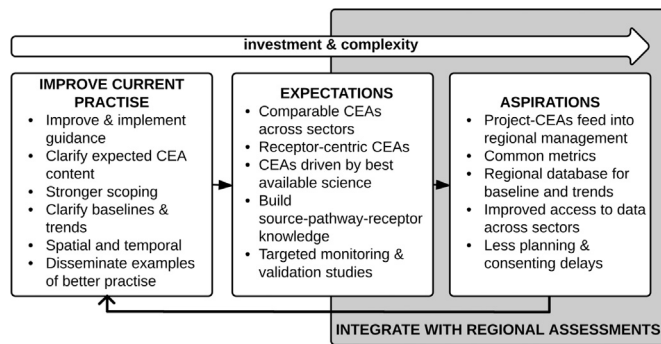 investment & complexity
IMPROVE CURRENT
PRACTISE
• Improve & implement
guidance
• Clarify expected CEA
content
• Stronger scoping
• Clarify baselines &
trends
• Spatial and temporal
• Disseminate examples
of better practise
EXPECTATIONS
• Comparable CEAs
across sectors
• Receptor-centric CEAs
• CEAs driven by best
available science
• Build
source-pathway-receptor
knowledge
• Targeted monitoring &
validation studies
ASPIRATIONS
• Project-CEAs feed into
regional management
• Common metrics
• Regional database for
baseline and trends
• Improved access to data
across sectors
• Less planning &
consenting delays
INTEGRATE WITH REGIONAL ASSESSMENTS